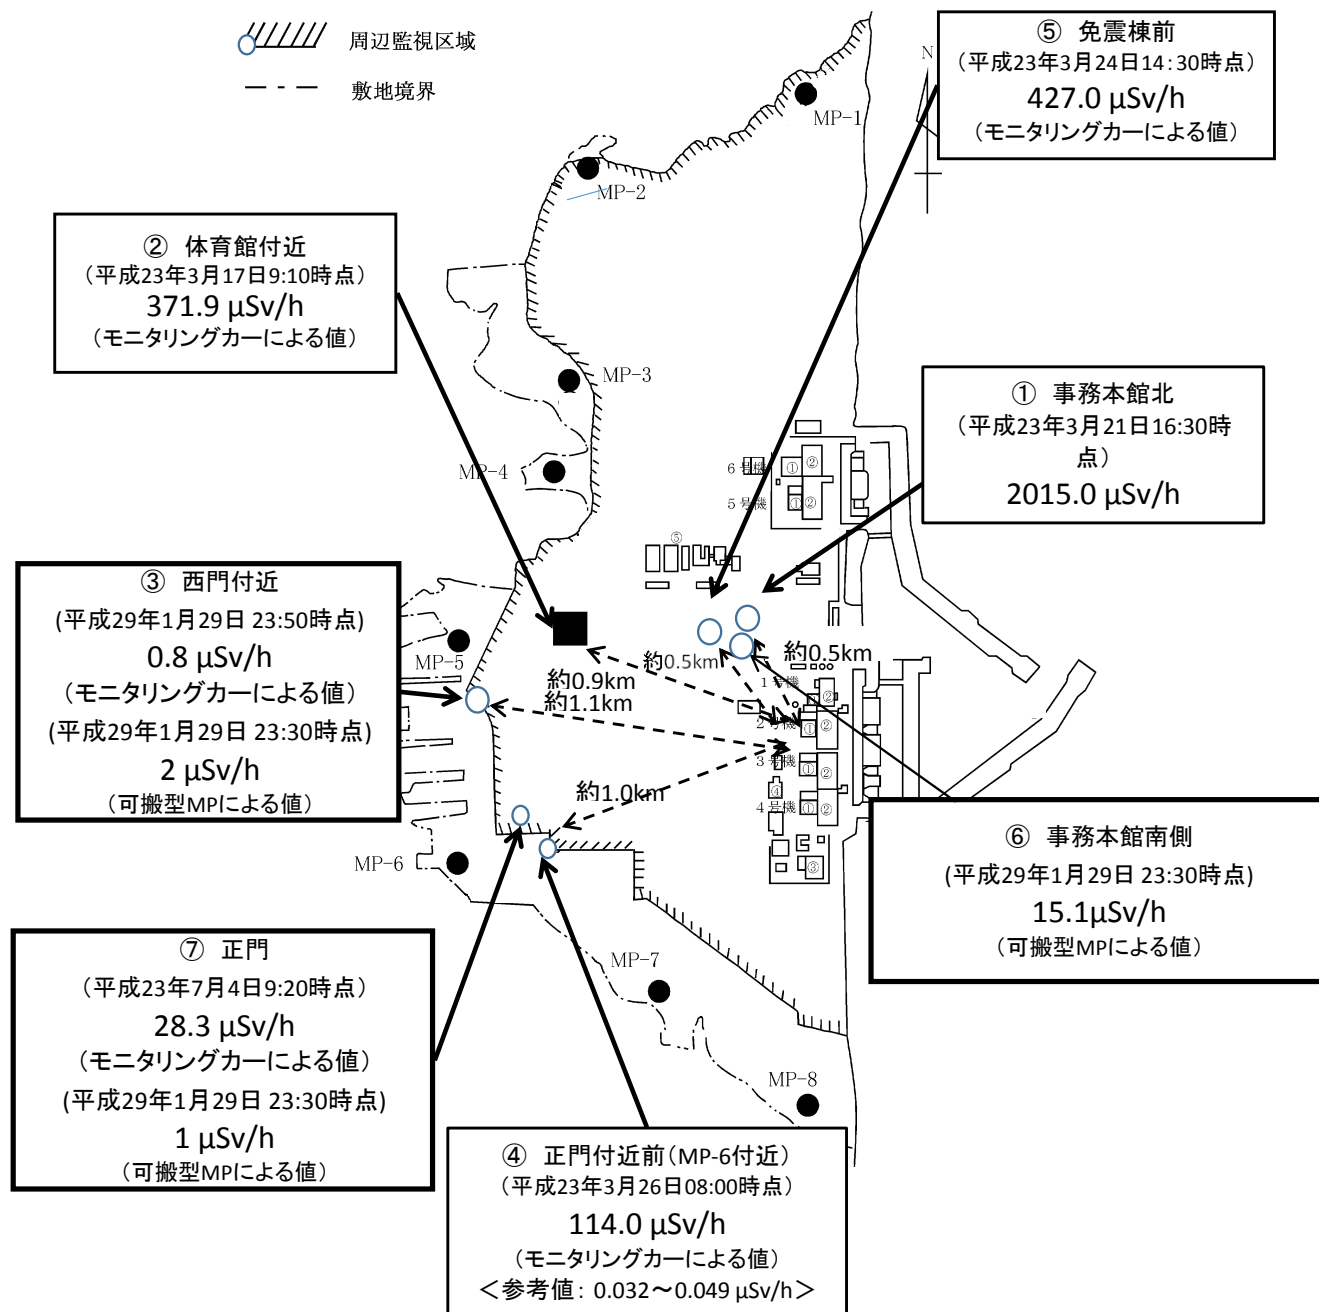 周辺監視区域
敷地境界
⑤ 免震棟前
（平成23年3月24日14：30時点）
427.0 μSv/h
（モニタリングカーによる値）
N
MP-1
MP-2
② 体育館付近
（平成23年3月17日9:10時点）
371.9 μSv/h
（モニタリングカーによる値）
MP-3
① 事務本館北
（平成23年3月21日16:30時
点）
2015.0 μSv/h
MP-4
6号機
①
②
5号機
①
②
⑤
③ 西門付近
(平成29年1月29日 23:50時点)
0.8 μSv/h
（モニタリングカーによる値）
(平成29年1月29日 23:30時点)
2 μSv/h
（可搬型MPによる値）
MP-5
約0.5km
約0.5km
約0.9km
約1.1km
1号機
②
2号機
①
②
3号機
①
②
④
4号機
①
②
③
約1.0km
MP-6
⑥ 事務本館南側
(平成29年1月29日 23:30時点)
15.1μSv/h
（可搬型MPによる値）
⑦ 正門
（平成23年7月4日9:20時点）
28.3 μSv/h
（モニタリングカーによる値）
(平成29年1月29日 23:30時点)
1 μSv/h
（可搬型MPによる値）
MP-7
MP-8
④ 正門付近前（MP-6付近）
（平成23年3月26日08:00時点）
114.0 μSv/h
（モニタリングカーによる値）
＜参考値： 0.032～0.049 μSv/h＞